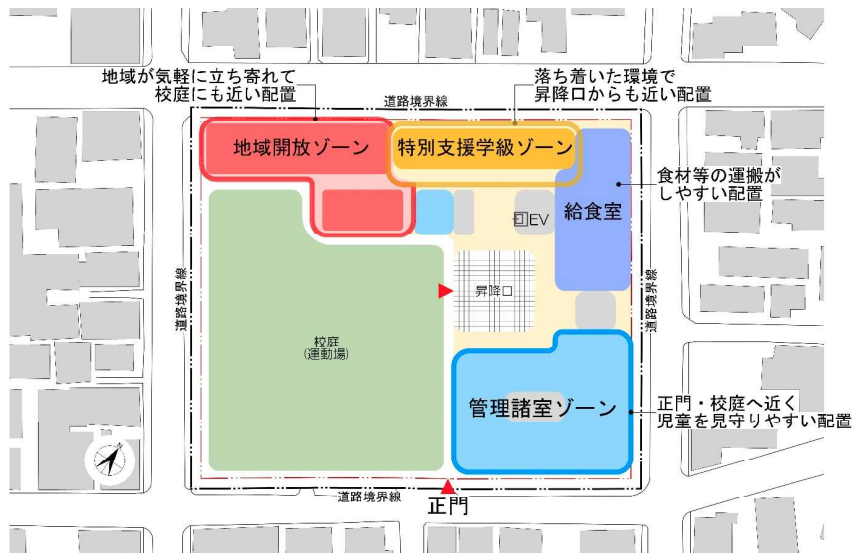 地域が気軽に立ち寄れて
校庭にも近い配置
落ち着いた環境で
昇降口からも近い配置
道路境界線
地域開放ゾーン
特別支援学級ゾーン
食材等の運搬が
しやすい配置
給食室
EV
道路境界線
道路境界線
昇降口
校庭
(運動場)
管理諸室ゾーン
正門・校庭へ近く
児童を見守りやすい配置
道路境界線
正門